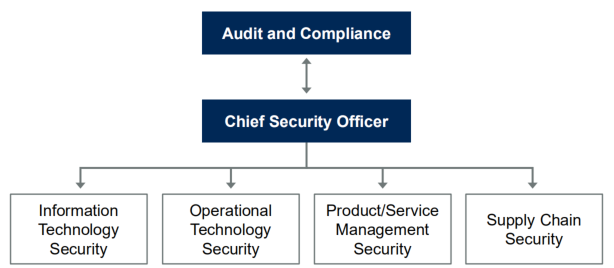 Audit and Compliance
Chief Security Officer
Information
Technology
Security
Operational
Technology
Security
Product/Service
Management
Security
Supply Chain
Security